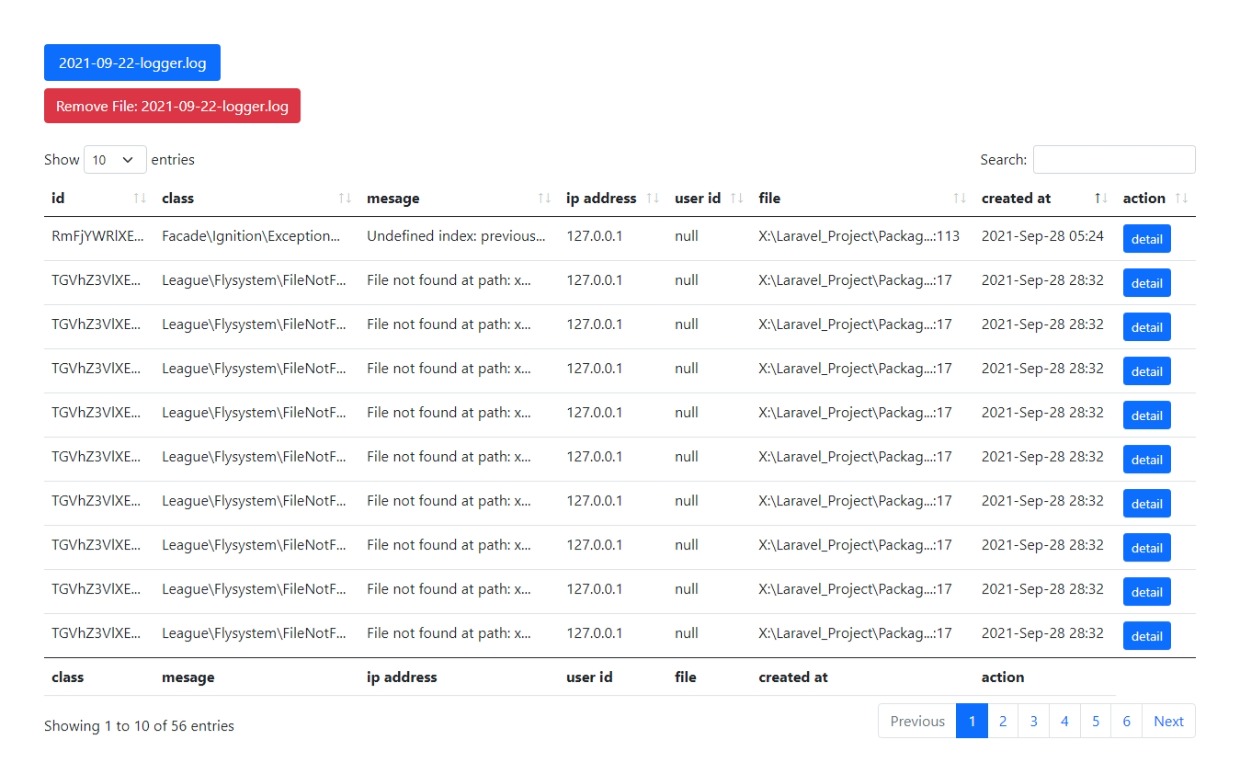 2021-09-22-logger.log
Remove File: 2021-09-22-logger.log
Show 10 entries Search:
id class mesage ip address user id file created at action
RmFjYWRlXE... Facade\Ignition\Exception... Undefined index: previous... 127.0.0.1 null X:\Laravel_Project\Packag...:113 2021-Sep-28 05:24 detail
TGVhZ3VlXE... League\Flysystem\FileNotF... File not found at path: x... 127.0.0.1 null X:\Laravel_Project\Packag...:17 2021-Sep-28 28:32 detail
TGVhZ3VlXE... League\Flysystem\FileNotF... File not found at path: x... 127.0.0.1 null X:\Laravel_Project\Packag...:17 2021-Sep-28 28:32 detail
TGVhZ3VlXE... League\Flysystem\FileNotF... File not found at path: x... 127.0.0.1 null X:\Laravel_Project\Packag...:17 2021-Sep-28 28:32 detail
TGVhZ3VlXE... League\Flysystem\FileNotF... File not found at path: x... 127.0.0.1 null X:\Laravel_Project\Packag...:17 2021-Sep-28 28:32 detail
TGVhZ3VlXE... League\Flysystem\FileNotF... File not found at path: x... 127.0.0.1 null X:\Laravel_Project\Packag...:17 2021-Sep-28 28:32 detail
TGVhZ3VlXE... League\Flysystem\FileNotF... File not found at path: x... 127.0.0.1 null X:\Laravel_Project\Packag...:17 2021-Sep-28 28:32 detail
TGVhZ3VlXE... League\Flysystem\FileNotF... File not found at path: x... 127.0.0.1 null X:\Laravel_Project\Packag...:17 2021-Sep-28 28:32 detail
TGVhZ3VlXE... League\Flysystem\FileNotF... File not found at path: x... 127.0.0.1 null X:\Laravel_Project\Packag...:17 2021-Sep-28 28:32 detail
TGVhZ3VlXE... League\Flysystem\FileNotF... File not found at path: x... 127.0.0.1 null X:\Laravel_Project\Packag...:17 2021-Sep-28 28:32 detail
class mesage ip address user id file created at action
Showing 1 to 10 of 56 entries Previous 1 2 3 4 5 6 Next